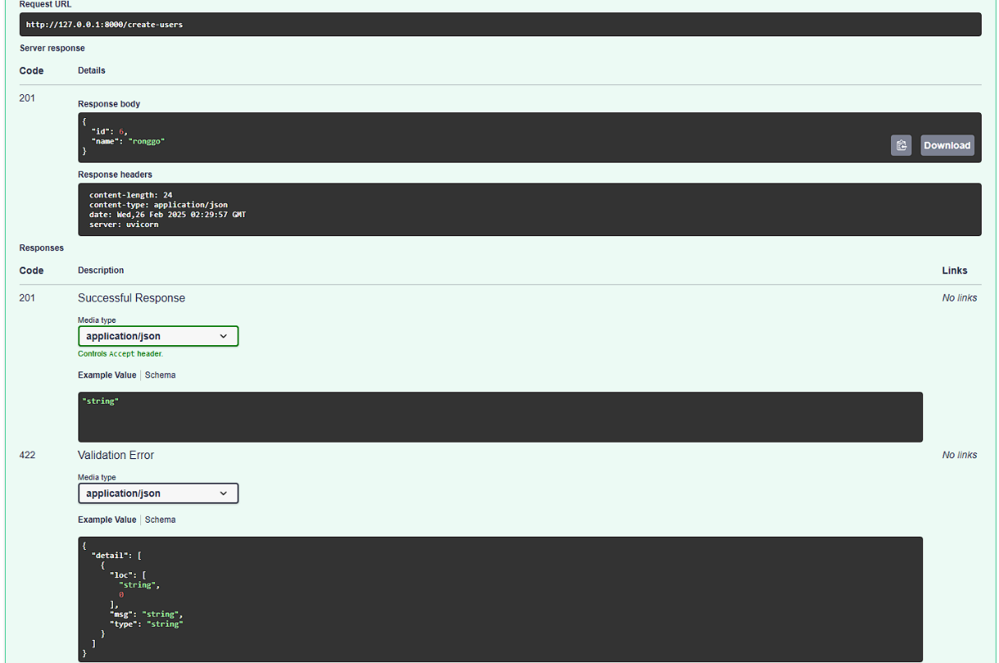 Request URL
http://127.0.0.1:8000/create-users
Server response
Code Details
201
Response body
{
  "id": 6,
  "name": "ronggo"
}
Download
Response headers
content-length: 24
content-type: application/json
date: Wed,26 Feb 2025 02:29:57 GMT
server: uvicorn
Responses
Code Description Links
201 Successful Response No links
Media type
application/json
Controls Accept header.
Example Value Schema
"string"
422 Validation Error No links
Media type
application/json
Example Value Schema
{
  "detail": [
    {
      "loc": [
        "string",
        0
      ],
      "msg": "string",
      "type": "string"
    }
  ]
}